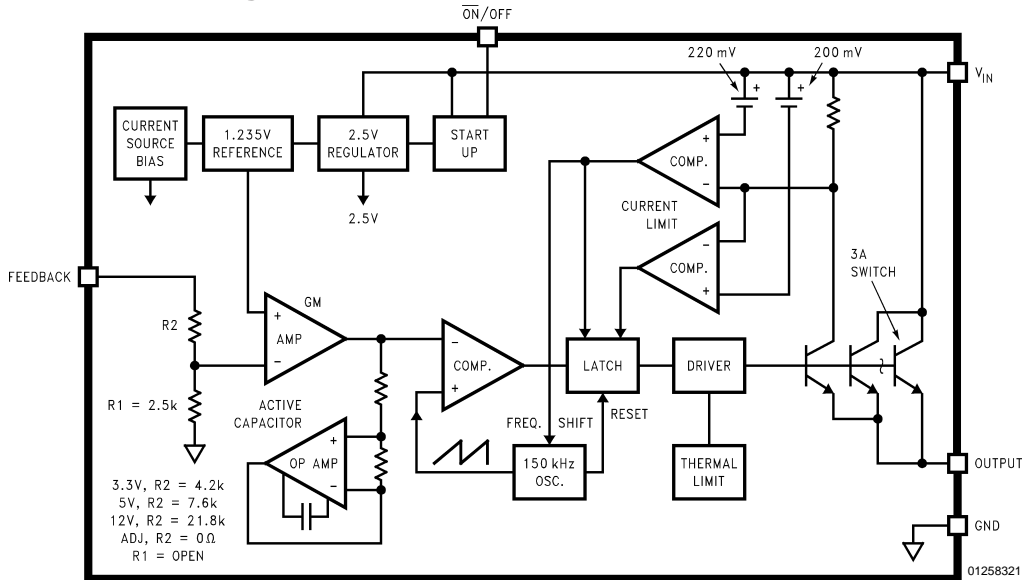 ON/OFF
220 mV
200 mV
VIN
CURRENT
SOURCE
BIAS
1.235V
REFERENCE
2.5V
REGULATOR
START
UP
2.5V
+
+
+
COMP.
−
CURRENT
LIMIT
−
COMP.
+
3A
SWITCH
FEEDBACK
R2
R1 = 2.5k
GM
+
AMP
−
ACTIVE
CAPACITOR
+
OP AMP
−
−
COMP.
+
LATCH
DRIVER
FREQ. SHIFT
RESET
150 kHz
OSC.
THERMAL
LIMIT
OUTPUT
GND
3.3V, R2 = 4.2k
5V, R2 = 7.6k
12V, R2 = 21.8k
ADJ, R2 = 0Ω
R1 = OPEN
01258321